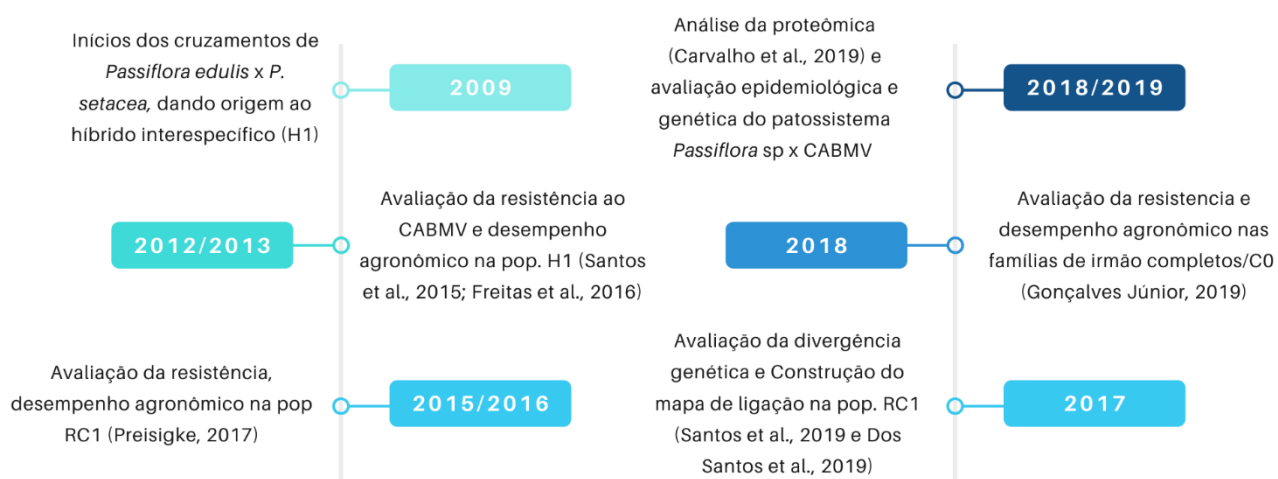 Inícios dos cruzamentos de
Passiflora edulis x P.
setacea, dando origem ao
híbrido interespecífico (H1)
2009
2012/2013
Avaliação da resistência ao
CABMV e desempenho
agronômico na pop. H1 (Santos
et al., 2015; Freitas et al., 2016)
Avaliação da resistência,
desempenho agronômico na pop
RC1 (Preisigke, 2017)
2015/2016
Análise da proteômica
(Carvalho et al., 2019) e
avaliação epidemiológica e
genética do patossistema
Passiflora sp x CABMV
2018/2019
2018
Avaliação da resistencia e
desempenho agronômico nas
famílias de irmão completos/C0
(Gonçalves Júnior, 2019)
Avaliação da divergência
genética e Construção do
mapa de ligação na pop. RC1
(Santos et al., 2019 e Dos
Santos et al., 2019)
2017